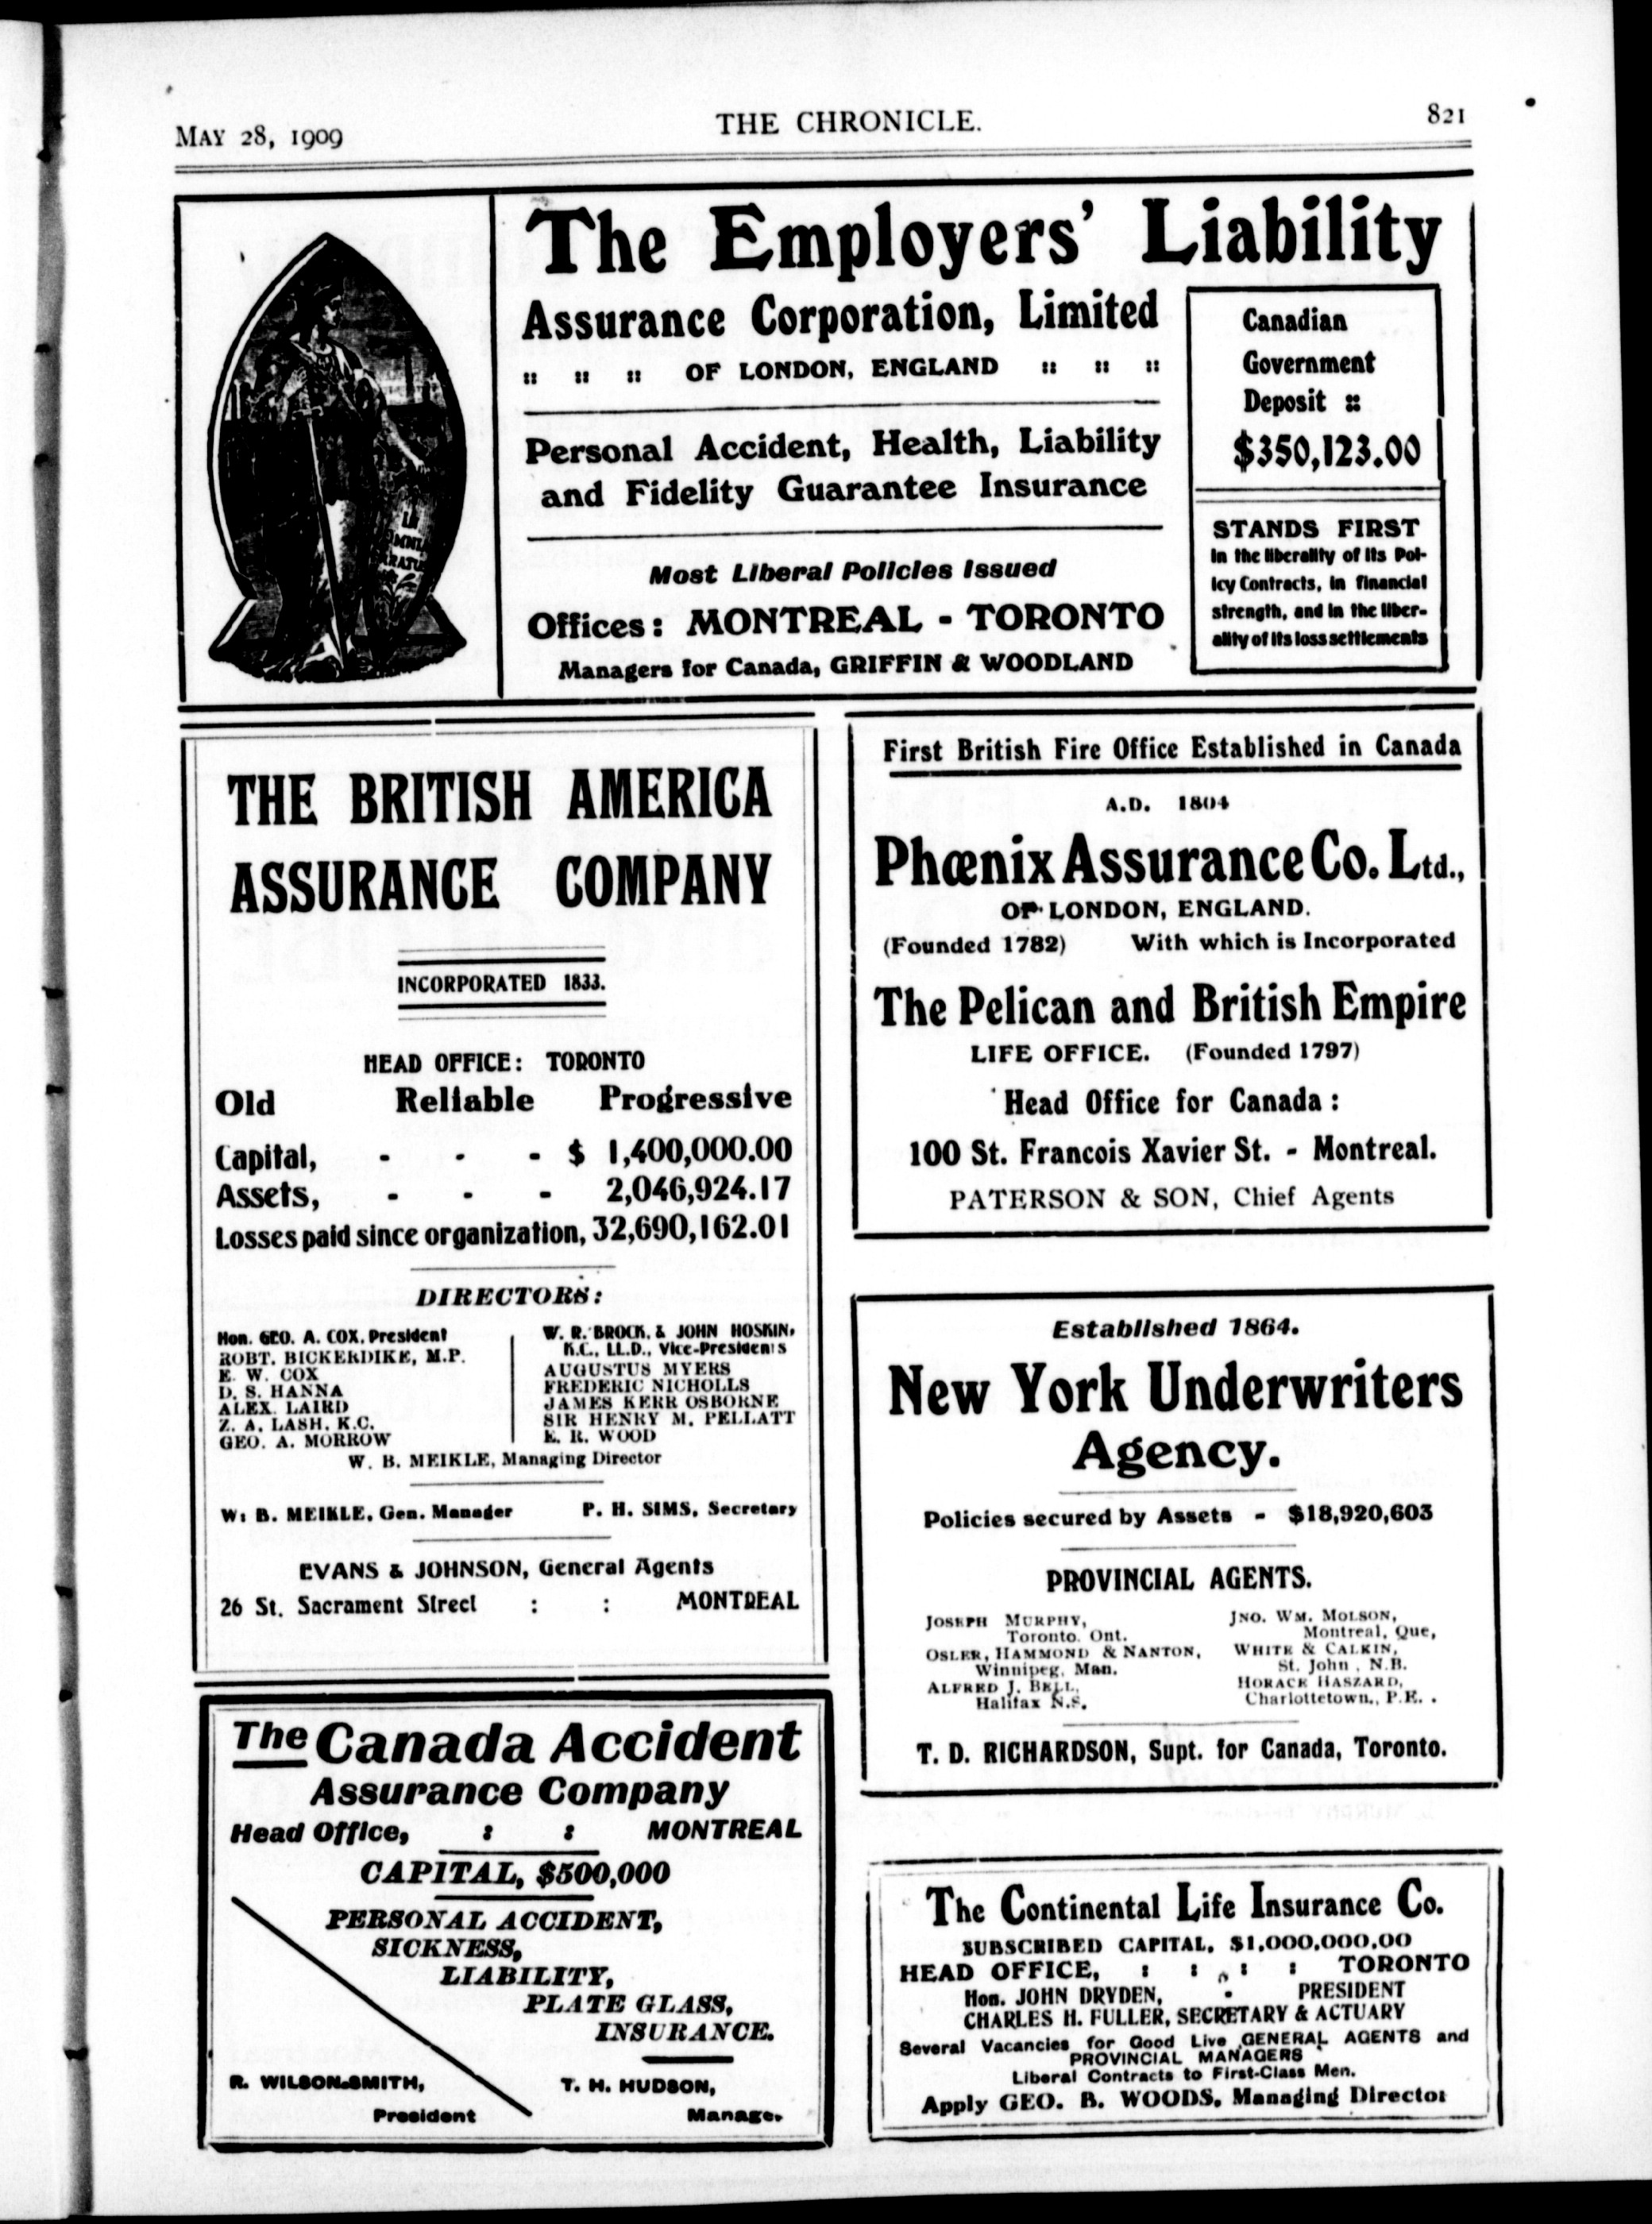 MAY 28, 1909
THE CHRONICLE.
821
The Employers' Liability
Assurance Corporation, Limited
:: :: :: OF LONDON, ENGLAND :: :: ::
Personal Accident, Health, Liability
and Fidelity Guarantee Insurance
Most Liberal Policies Issued
Offices: MONTREAL - TORONTO
Managers for Canada, GRIFFIN & WOODLAND
Canadian
Government
Deposit ::
$350,123.00
STANDS FIRST
in the liberality of its Pol-
icy Contracts, in financial
strength, and in the liber-
ality of its loss settlements
THE BRITISH AMERICA
ASSURANCE COMPANY
INCORPORATED 1833.
HEAD OFFICE: TORONTO
Old Reliable Progressive
Capital, - - - $ 1,400,000.00
Assets, - - - 2,046,924.17
Losses paid since organization, 32,690,162.01
DIRECTORS:
Hon. GEO. A. COX, President
ROBT. BICKERDIKE, M.P.
E. W. COX
D. S. HANNA
ALEX. LAIRD
Z. A. LASH, K.C.
GEO. A. MORROW
W. R. BROCK, & JOHN HOSKIN,
K.C., LL.D., Vice-Presidents
AUGUSTUS MYERS
FREDERIC NICHOLLS
JAMES KERR OSBORNE
SIR HENRY M. PELLATT
E. R. WOOD
W. B. MEIKLE, Managing Director
W. B. MEIKLE, Gen. Manager P. H. SIMS, Secretary
EVANS & JOHNSON, General Agents
26 St. Sacrament Street : : MONTREAL
The Canada Accident
Assurance Company
Head Office, : : MONTREAL
CAPITAL, $500,000
PERSONAL ACCIDENT,
SICKNESS,
LIABILITY,
PLATE GLASS,
INSURANCE.
R. WILSON-SMITH, T. H. HUDSON,
President Manager
First British Fire Office Established in Canada
A.D. 1804
Phœnix Assurance Co. Ltd.,
OF LONDON, ENGLAND.
(Founded 1782) With which is Incorporated
The Pelican and British Empire
LIFE OFFICE. (Founded 1797)
Head Office for Canada:
100 St. Francois Xavier St. - Montreal.
PATERSON & SON, Chief Agents
Established 1864.
New York Underwriters
Agency.
Policies secured by Assets - $18,920,603
PROVINCIAL AGENTS.
JOSEPH MURPHY,
Toronto. Ont.
OSLER, HAMMOND & NANTON,
Winnipeg, Man.
ALFRED J. BELL,
Halifax N.S.
JNO. WM. MOLSON,
Montreal, Que,
WHITE & CALKIN,
St. John , N.B.
HORACE HASZARD,
Charlottetown., P.E. .
T. D. RICHARDSON, Supt. for Canada, Toronto.
The Continental Life Insurance Co.
SUBSCRIBED CAPITAL, $1,000,000.00
HEAD OFFICE, : : : : TORONTO
Hon. JOHN DRYDEN, - PRESIDENT
CHARLES H. FULLER, SECRETARY & ACTUARY
Several Vacancies for Good Live GENERAL AGENTS and
PROVINCIAL MANAGERS
Liberal Contracts to First-Class Men.
Apply GEO. B. WOODS, Managing Director